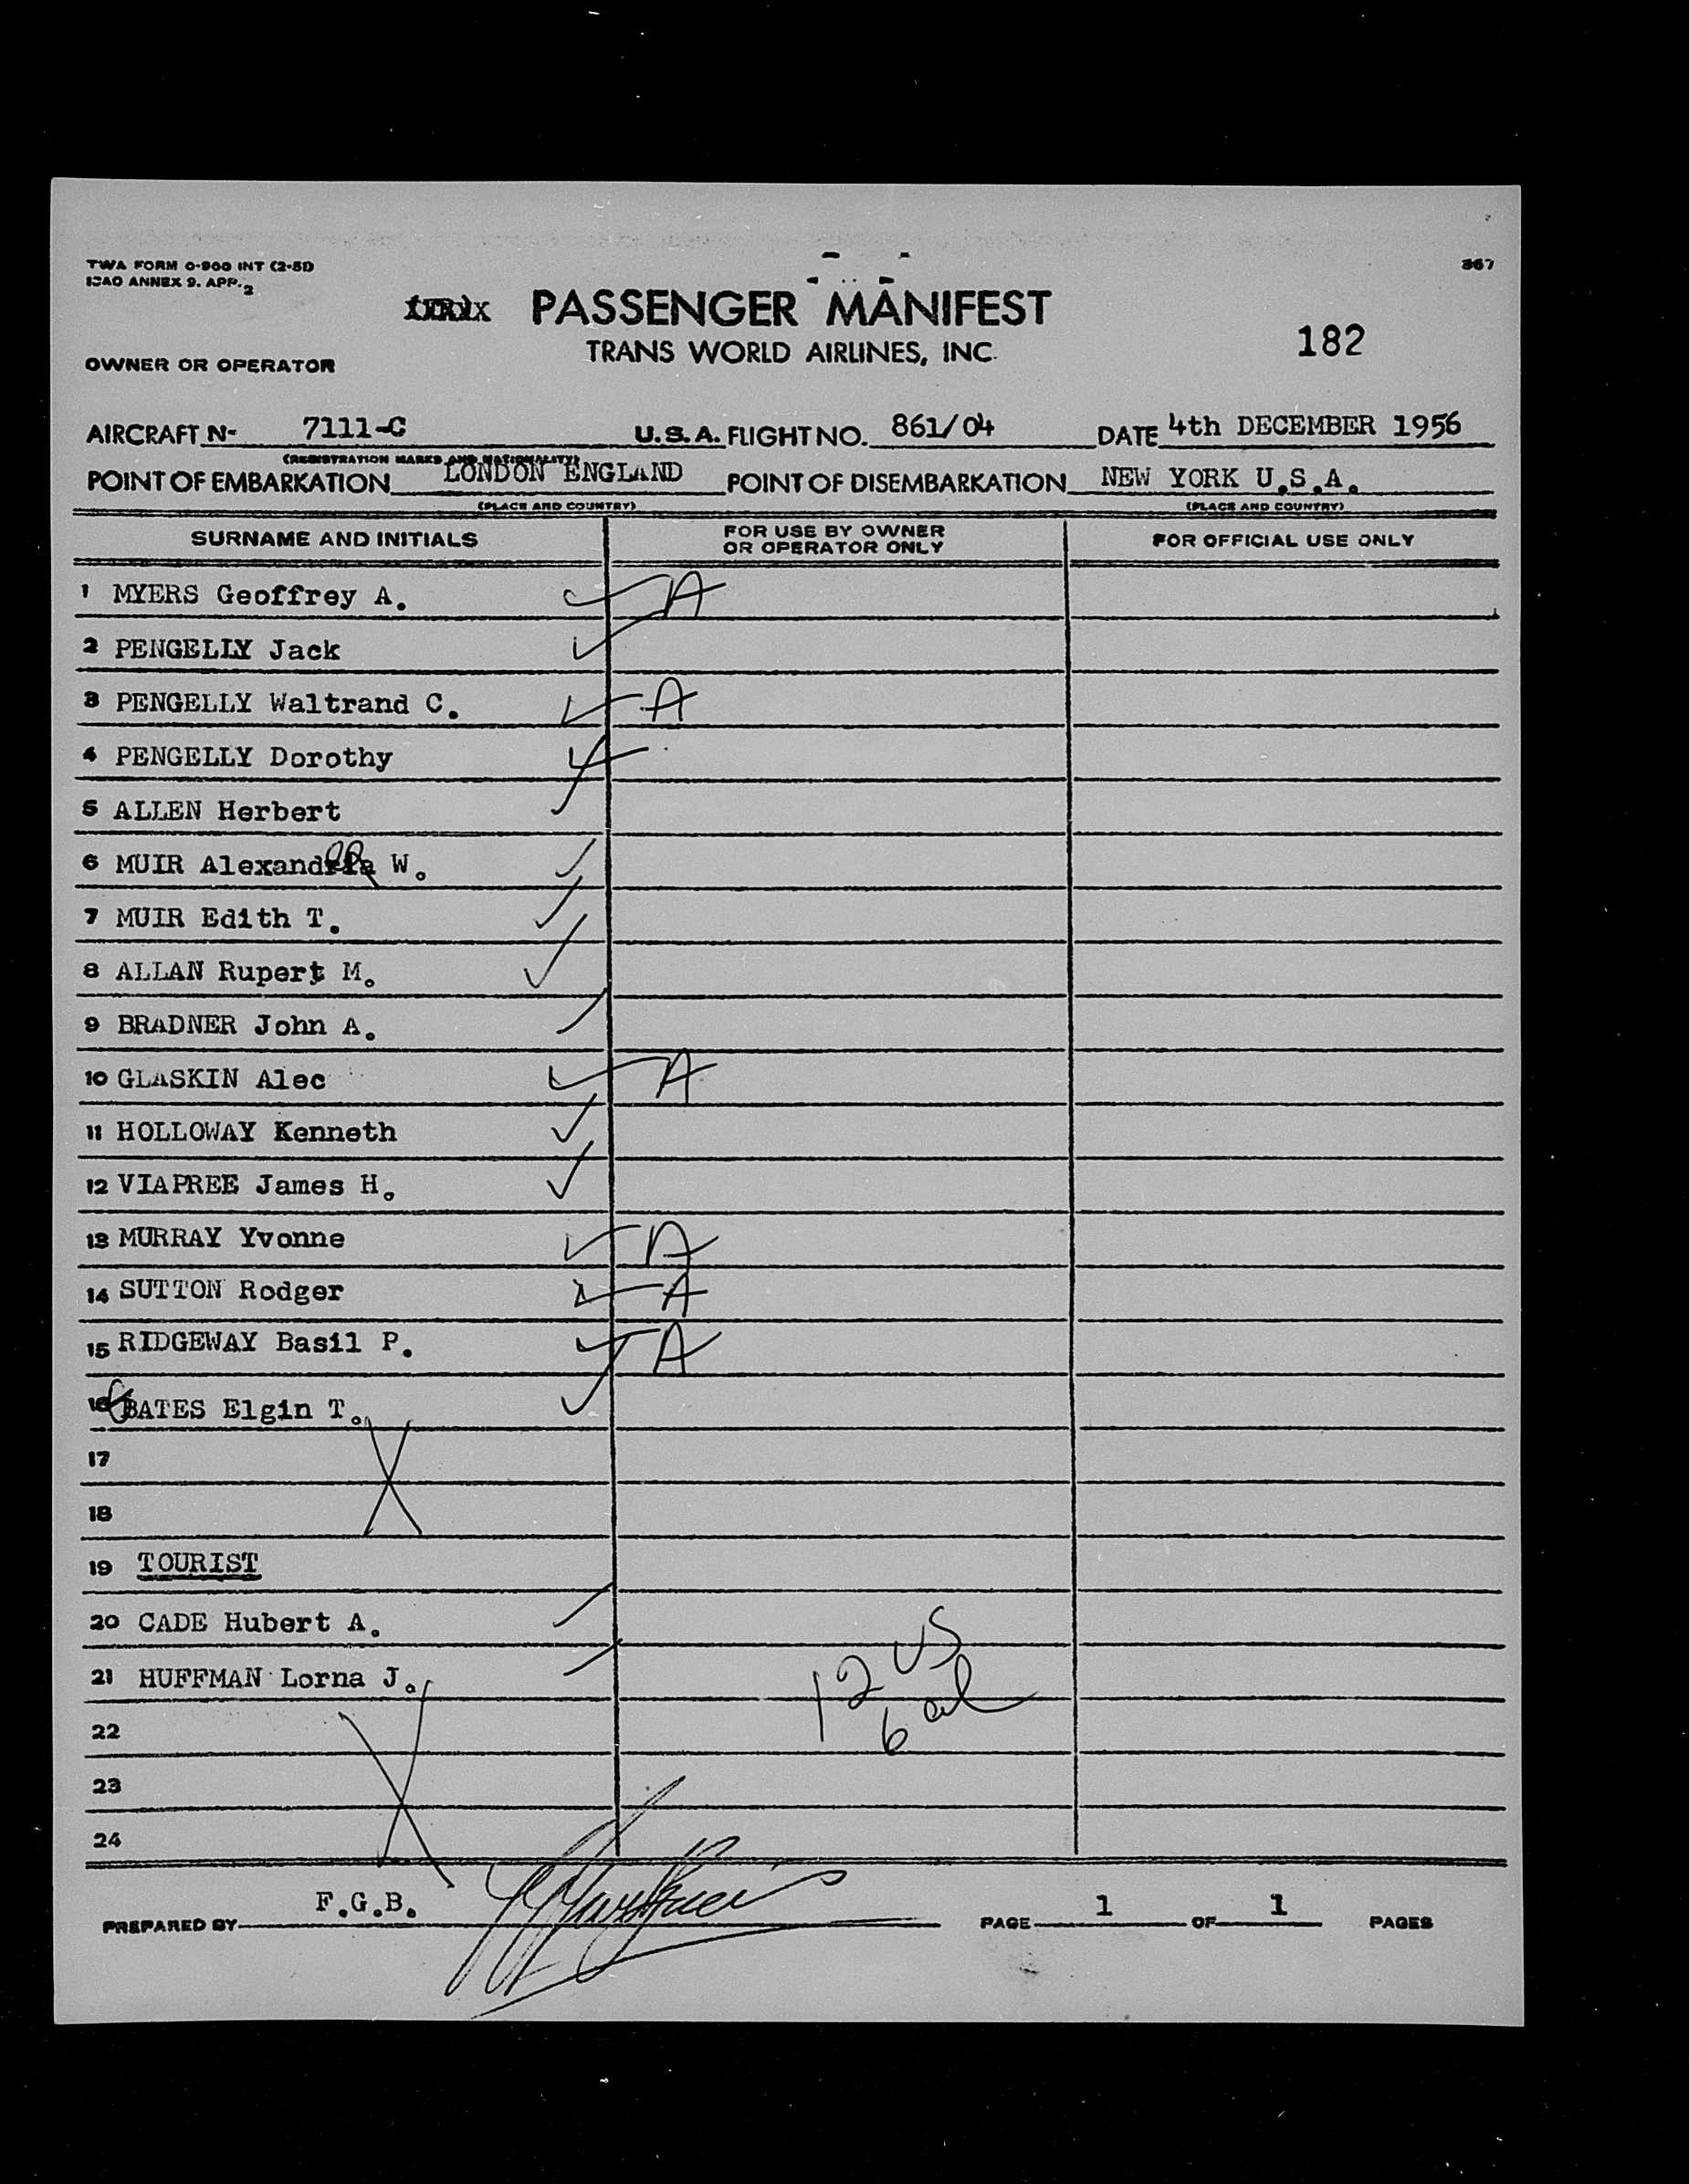 TWA FORM O-900 INT (2-51)
ICAO ANNEX 9. APP. 2
367
PASSENGER MANIFEST
TRANS WORLD AIRLINES, INC.
182
OWNER OR OPERATOR
AIRCRAFT N- 7111-C U.S.A. FLIGHT NO. 861/04 DATE 4th DECEMBER 1956
(REGISTRATION MARKS AND NATIONALITY)
POINT OF EMBARKATION LONDON ENGLAND POINT OF DISEMBARKATION NEW YORK U.S.A.
(PLACE AND COUNTRY) (PLACE AND COUNTRY)
SURNAME AND INITIALS FOR USE BY OWNER OR OPERATOR ONLY FOR OFFICIAL USE ONLY
1 MYERS Geoffrey A. A
2 PENGELLY Jack
3 PENGELLY Waltrand C. A
4 PENGELLY Dorothy
5 ALLEN Herbert
6 MUIR Alexander W.
7 MUIR Edith T.
8 ALLAN Rupert M.
9 BRADNER John A.
10 GLASKIN Alec A
11 HOLLOWAY Kenneth
12 VIAPREE James H.
13 MURRAY Yvonne A
14 SUTTON Rodger A
15 RIDGEWAY Basil P. A
16 BATES Elgin T.
17
18
19 TOURIST
20 CADE Hubert A.
21 HUFFMAN Lorna J.
12 US
6 al
22
23
24
PREPARED BY F.G.B. PAGE 1 OF 1 PAGES